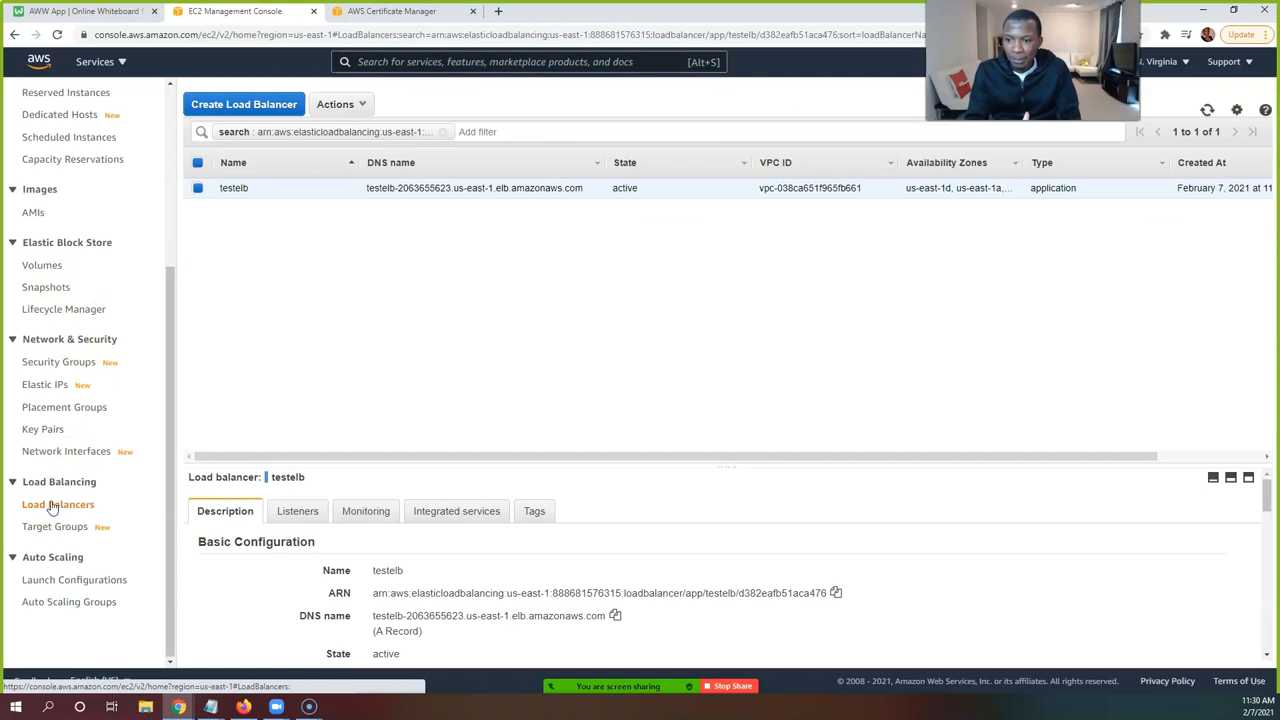 AWW App | Online Whiteboard
EC2 Management Console
AWS Certificate Manager
console.aws.amazon.com/ec2/v2/home?region=us-east-1#LoadBalancers:search=arn:aws:elasticloadbalancing:us-east-1:888681576315:loadbalancer/app/testelb/d382eafb51aca476;sort=loadBalancerNa
Update
aws
Services
Search for services, features, marketplace products, and docs
[Alt+S]
N. Virginia
Support
Reserved Instances
Dedicated Hosts New
Scheduled Instances
Capacity Reservations
Images
AMIs
Elastic Block Store
Volumes
Snapshots
Lifecycle Manager
Network & Security
Security Groups New
Elastic IPs New
Placement Groups
Key Pairs
Network Interfaces New
Load Balancing
Load Balancers
Target Groups New
Auto Scaling
Launch Configurations
Auto Scaling Groups
Create Load Balancer
Actions
search : arn:aws:elasticloadbalancing:us-east-1:...
Add filter
1 to 1 of 1
Name DNS name State VPC ID Availability Zones Type Created At
testelb testelb-2063655623.us-east-1.elb.amazonaws.com active vpc-038ca651f965fb661 us-east-1d, us-east-1a,... application February 7, 2021 at 11
Load balancer: testelb
Description Listeners Monitoring Integrated services Tags
Basic Configuration
Name testelb
ARN arn:aws:elasticloadbalancing:us-east-1:888681576315:loadbalancer/app/testelb/d382eafb51aca476
DNS name testelb-2063655623.us-east-1.elb.amazonaws.com
(A Record)
State active
https://console.aws.amazon.com/ec2/v2/home?region=us-east-1#LoadBalancers:
You are screen sharing
Stop Share
© 2008 - 2021, Amazon Web Services, Inc. or its affiliates. All rights reserved.
Privacy Policy
Terms of Use
11:30 AM
2/7/2021